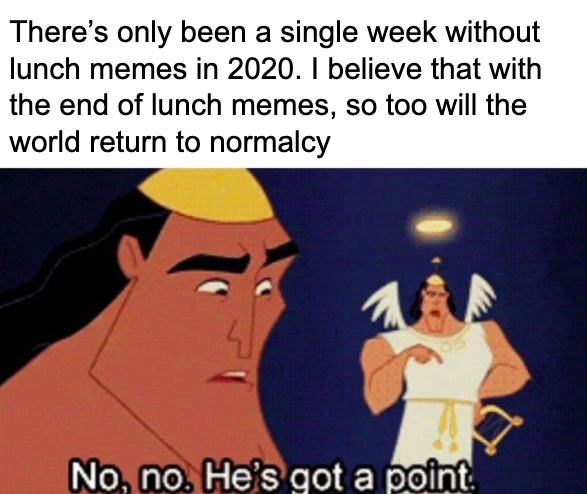 There’s only been a single week without
lunch memes in 2020. I believe that with
the end of lunch memes, so too will the
world return to normalcy
No, no. He's got a point.